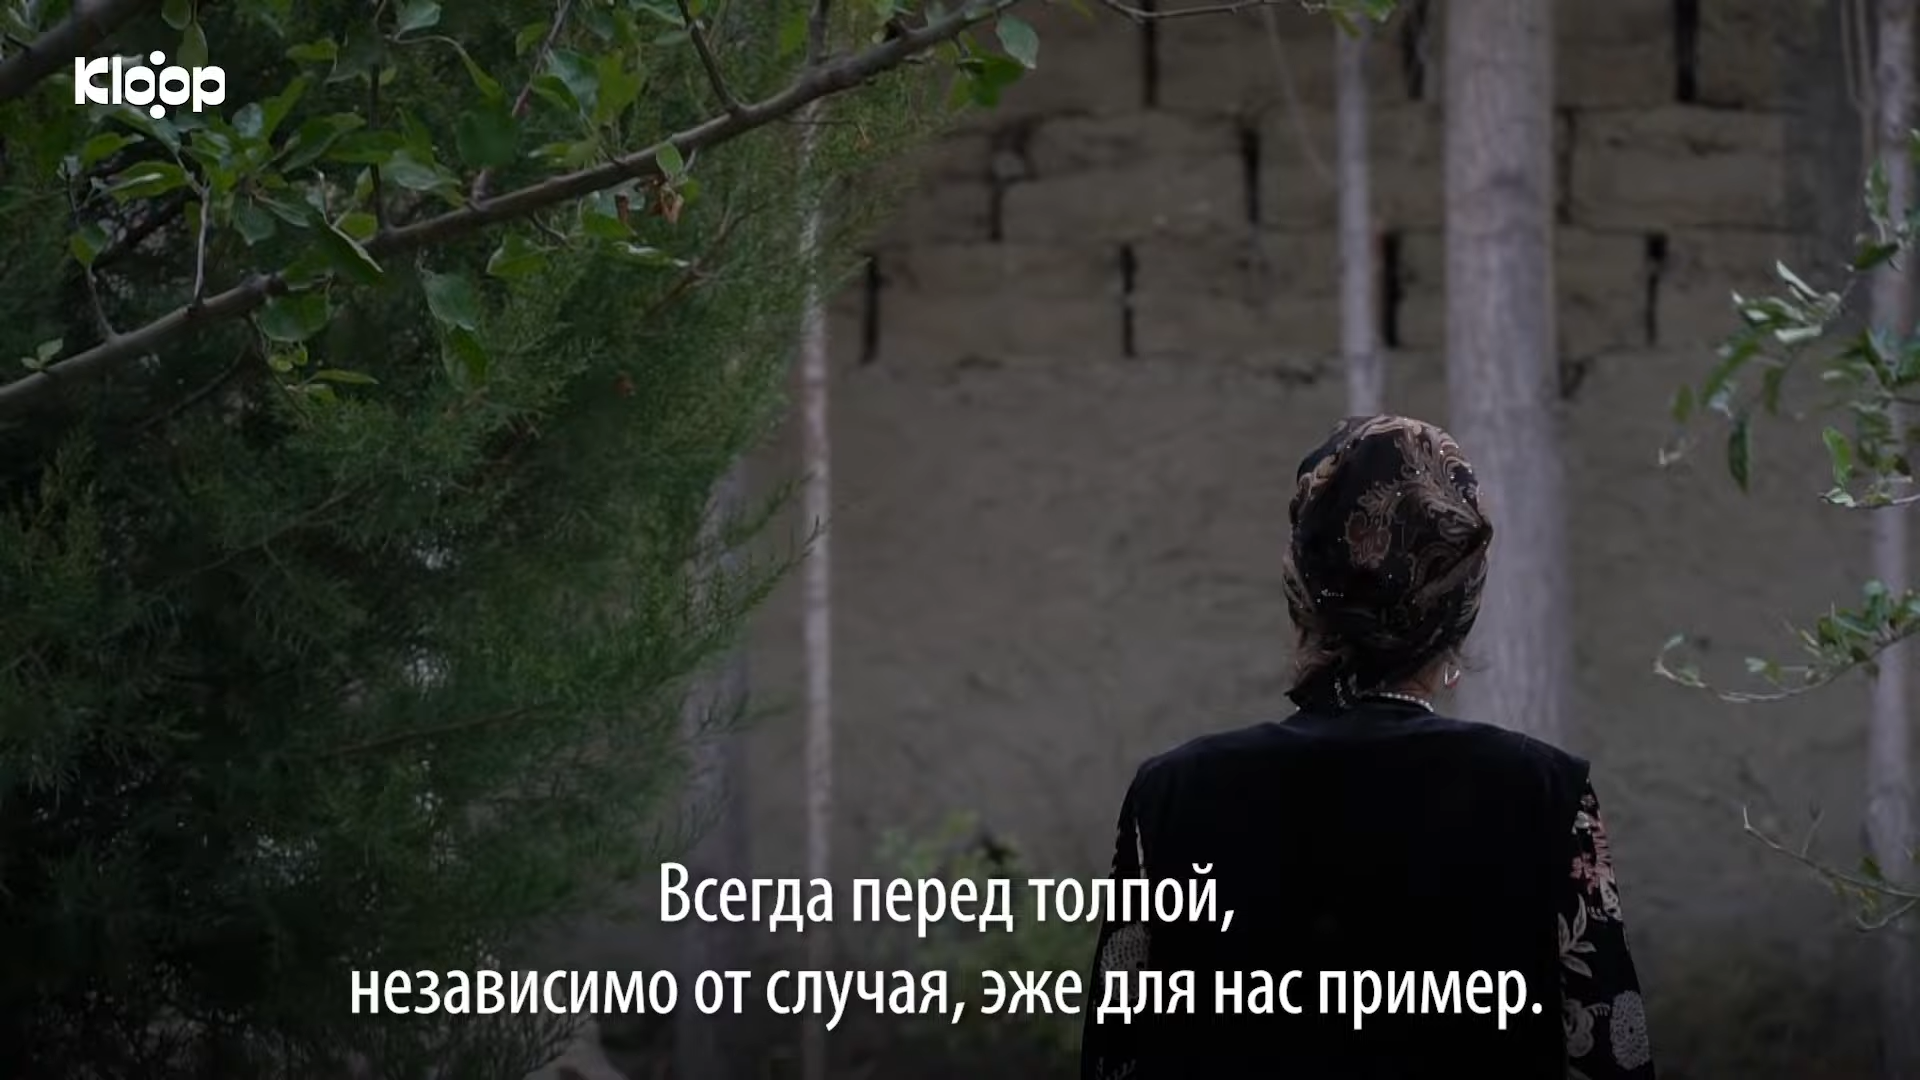 Kloop
Всегда перед толпой,
независимо от случая, эже для нас пример.